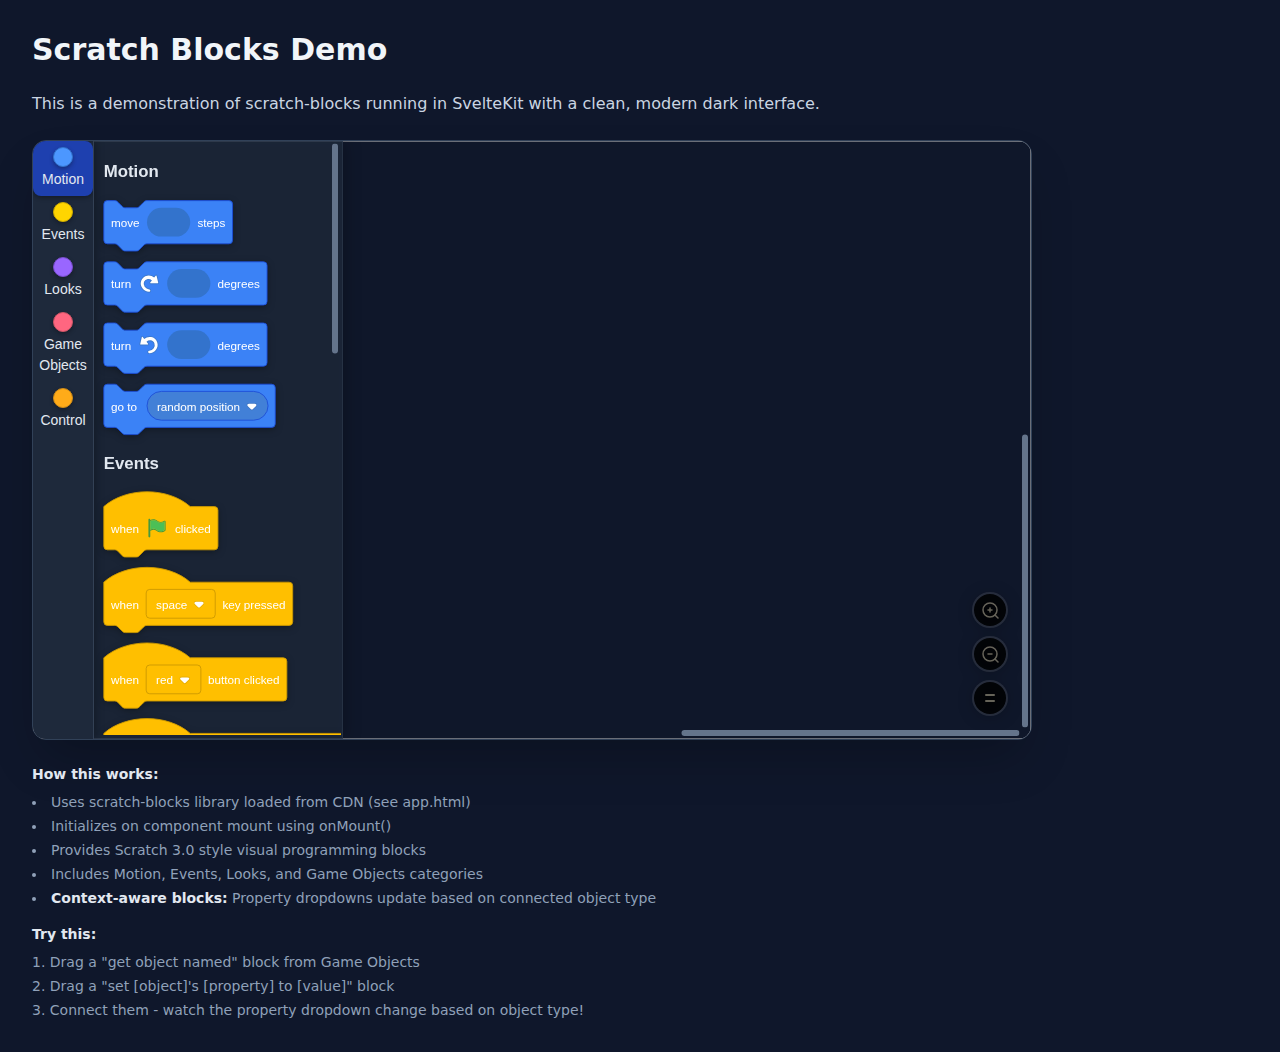 Scratch Blocks Demo
This is a demonstration of scratch-blocks running in SvelteKit with a clean, modern dark interface.
Motion
Events
Looks
Game
Objects
Control
Motion
move steps
turn degrees
turn degrees
go to random position
Events
when clicked
when space key pressed
when red button clicked
How this works:
• Uses scratch-blocks library loaded from CDN (see app.html)
• Initializes on component mount using onMount()
• Provides Scratch 3.0 style visual programming blocks
• Includes Motion, Events, Looks, and Game Objects categories
• Context-aware blocks: Property dropdowns update based on connected object type
Try this:
1. Drag a "get object named" block from Game Objects
2. Drag a "set [object]'s [property] to [value]" block
3. Connect them - watch the property dropdown change based on object type!